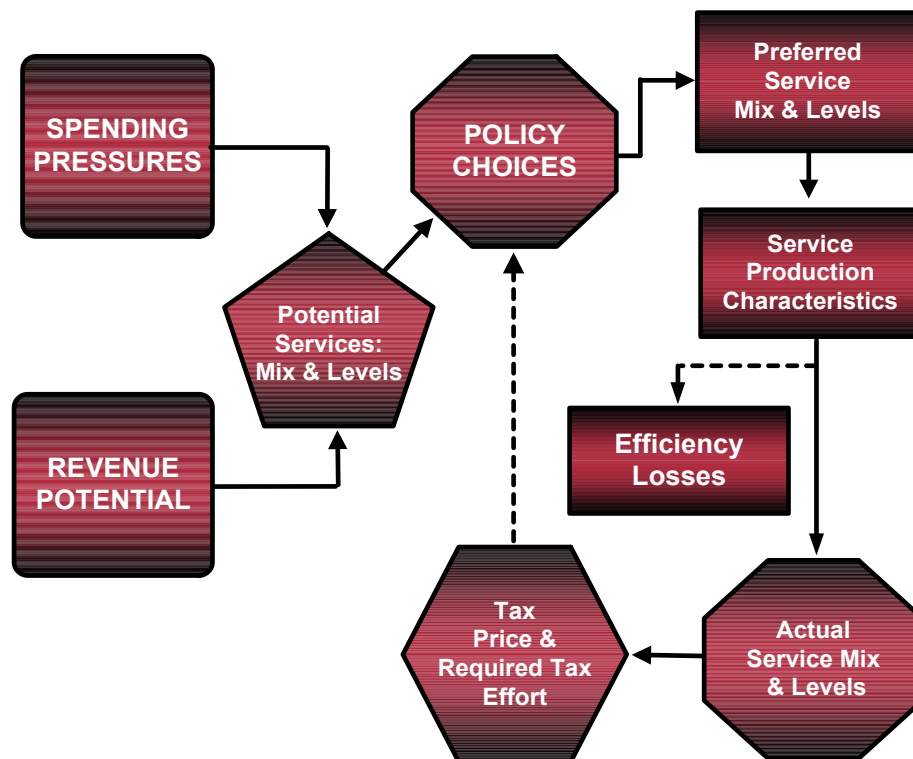 SPENDING
PRESSURES
POLICY
CHOICES
Preferred
Service
Mix & Levels
Potential
Services:
Mix & Levels
Service
Production
Characteristics
REVENUE
POTENTIAL
Efficiency
Losses
Tax
Price &
Required Tax
Effort
Actual
Service Mix
& Levels